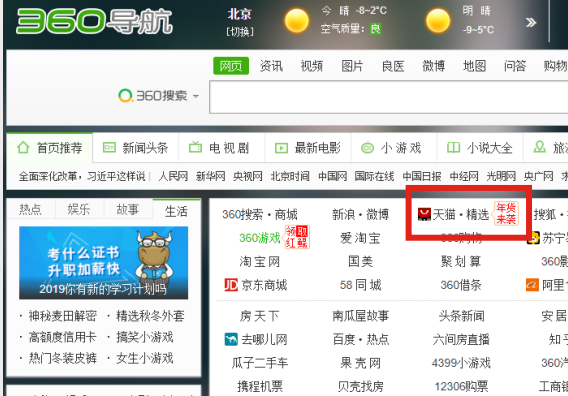 360导航
北京
[切换]
今 晴 -8~2°C
空气质量: 良
明 晴
-9~5°C
网页 资讯 视频 图片 良医 微博 地图 问答 购物
360搜索
首页推荐 新闻头条 电视剧 最新电影 小游戏 小说大全
全面深化改革,习近平这样说 人民网 新华网 央视网 北京时间 中国网 国际在线 中国日报 中经网 光明网 央广网
热点 娱乐 故事 生活
考什么证书
升职加薪快
2019你有新的学习计划吗
· 神秘麦田解密 · 精选秋冬外套
· 高额度信用卡 · 搞笑小游戏
· 热门冬装皮裤 · 女生小游戏
360搜索 · 商城 新浪 · 微博 天猫 · 精选 年货来袭 搜狐 ·
360游戏 领取红鲲 爱淘宝 苏宁
淘宝网 国美 聚划算
JD 京东商城 58同城 360借条 阿里
房天下 南瓜屋故事 头条新闻 安居
去哪儿网 百度 · 热点 六间房直播 知乎
瓜子二手车 果壳网 4399小游戏
携程机票 贝壳找房 12306购票 工商银